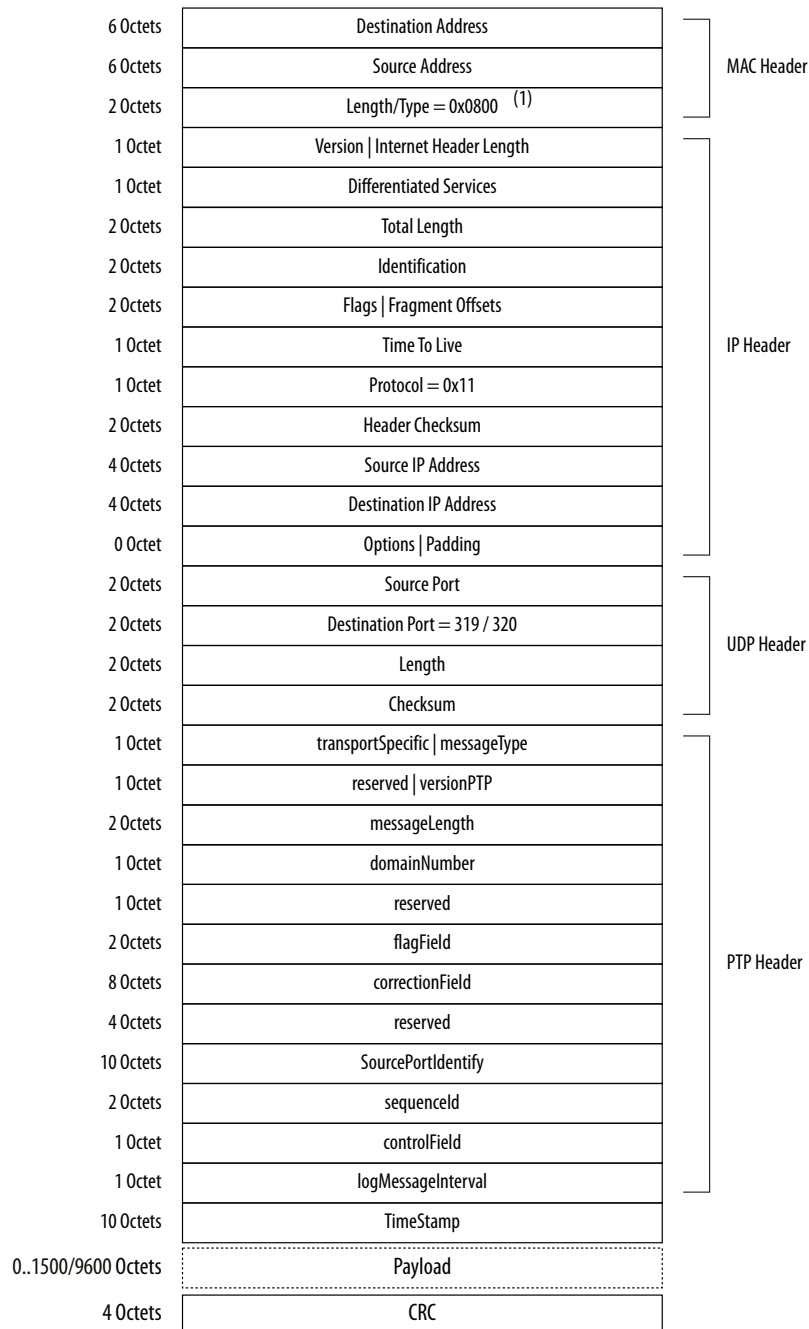 6 Octets Destination Address
MAC Header
6 Octets Source Address
2 Octets Length/Type = 0x0800 (1)
1 Octet Version | Internet Header Length
IP Header
1 Octet Differentiated Services
2 Octets Total Length
2 Octets Identification
2 Octets Flags | Fragment Offsets
1 Octet Time To Live
1 Octet Protocol = 0x11
2 Octets Header Checksum
4 Octets Source IP Address
4 Octets Destination IP Address
0 Octet Options | Padding
2 Octets Source Port
UDP Header
2 Octets Destination Port = 319 / 320
2 Octets Length
2 Octets Checksum
1 Octet transportSpecific | messageType
PTP Header
1 Octet reserved | versionPTP
2 Octets messageLength
1 Octet domainNumber
1 Octet reserved
2 Octets flagField
8 Octets correctionField
4 Octets reserved
10 Octets SourcePortIdentify
2 Octets sequenceId
1 Octet controlField
1 Octet logMessageInterval
10 Octets TimeStamp
0..1500/9600 Octets Payload
4 Octets CRC